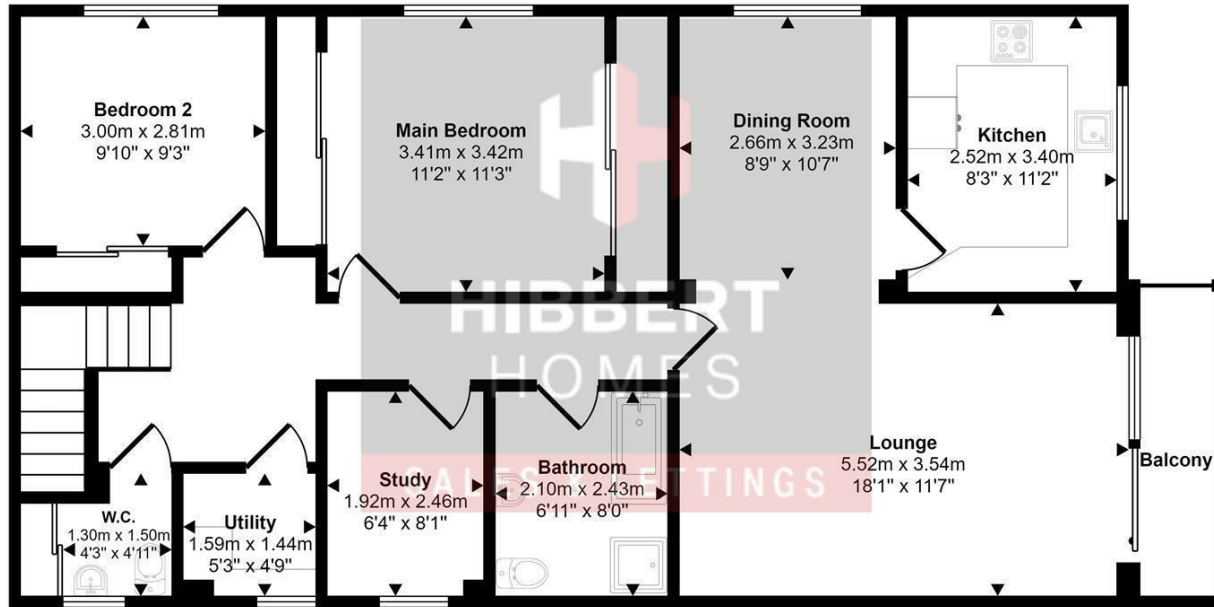 Bedroom 2
3.00m x 2.81m
9'10" x 9'3"
Main Bedroom
3.41m x 3.42m
11'2" x 11'3"
Dining Room
2.66m x 3.23m
8'9" x 10'7"
Kitchen
2.52m x 3.40m
8'3" x 11'2"
HIBBERT
HOMES
SALES & LETTINGS
Lounge
5.52m x 3.54m
18'1" x 11'7"
Balcony
Study
1.92m x 2.46m
6'4" x 8'1"
Bathroom
2.10m x 2.43m
6'11" x 8'0"
W.C.
1.30m x 1.50m
4'3" x 4'11"
Utility
1.59m x 1.44m
5'3" x 4'9"